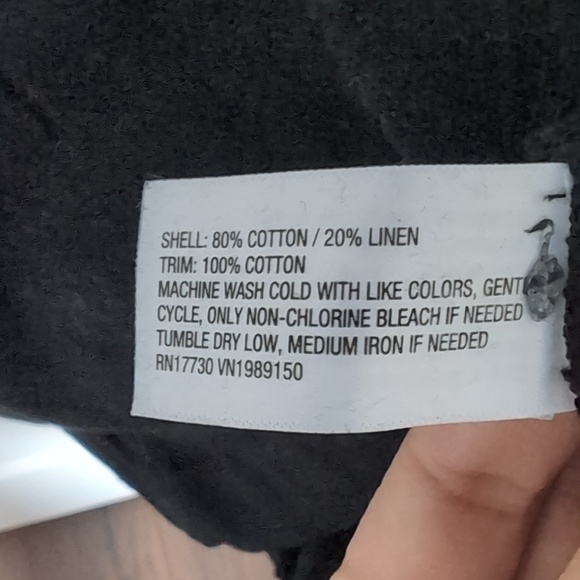 SHELL: 80% COTTON / 20% LINEN
TRIM: 100% COTTON
MACHINE WASH COLD WITH LIKE COLORS, GENTL
CYCLE, ONLY NON-CHLORINE BLEACH IF NEEDED
TUMBLE DRY LOW, MEDIUM IRON IF NEEDED
RN17730 VN1989150